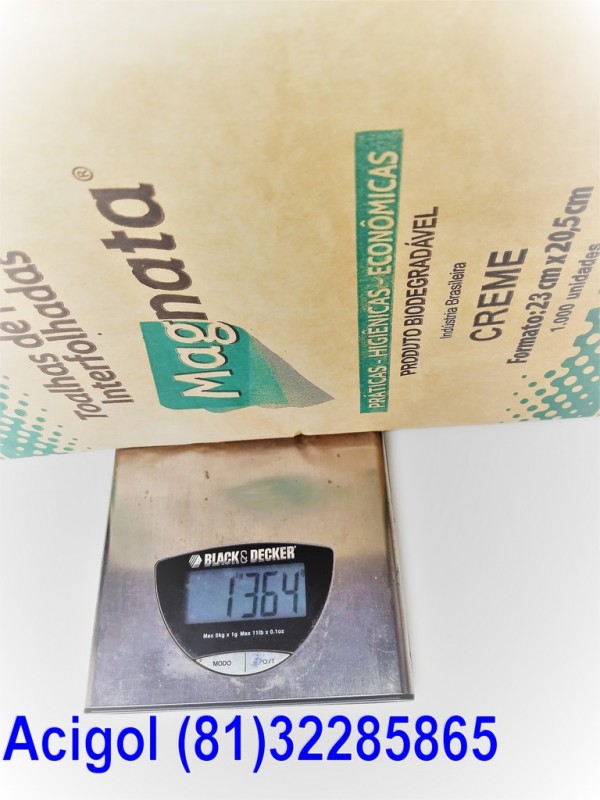 Toalhas de
Interfolhadas
Magnata®
PRÁTICAS - HIGIÊNICAS - ECONÔMICAS
PRODUTO BIODEGRADÁVEL
Indústria Brasileira
CREME
Formato: 23 cm x 20,5 cm
1.000 unidades
BLACK & DECKER
1364
Max 5kg x 1g Max 11lb x 0.1oz
MODO
Acigol (81)32285865